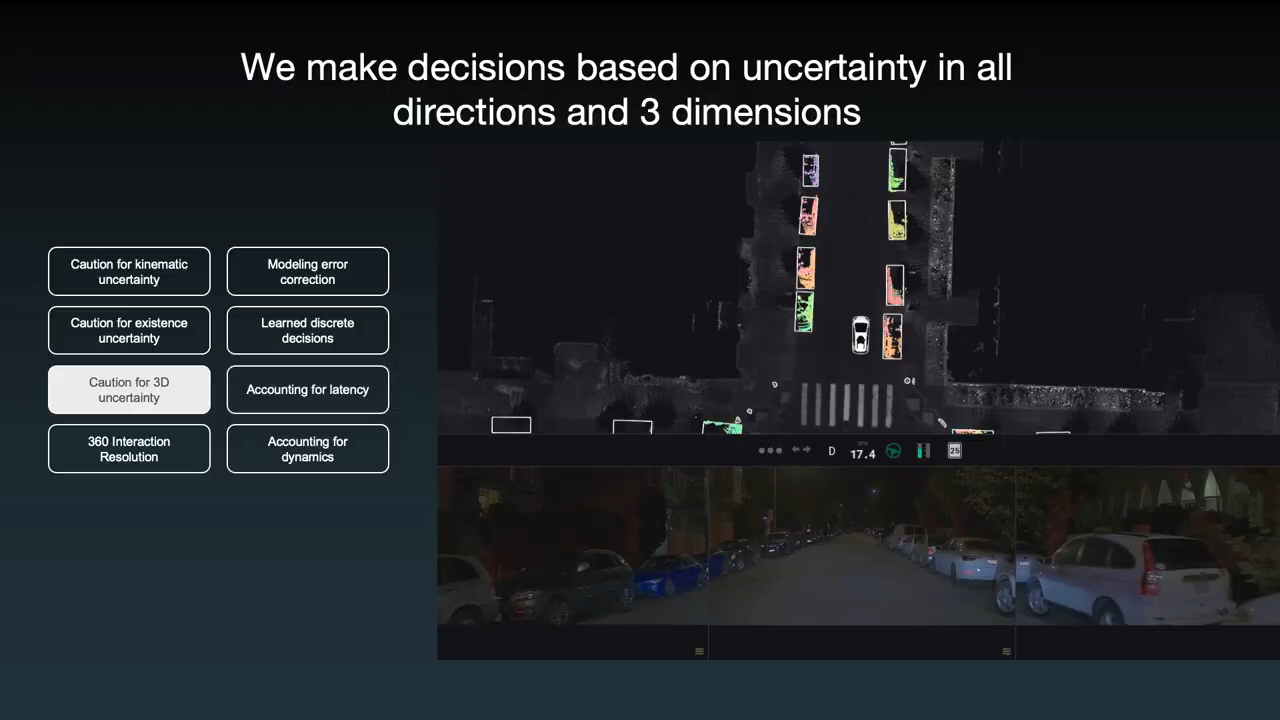 We make decisions based on uncertainty in all
directions and 3 dimensions
Caution for kinematic
uncertainty
Modeling error
correction
Caution for existence
uncertainty
Learned discrete
decisions
Caution for 3D
uncertainty
Accounting for latency
360 Interaction
Resolution
Accounting for
dynamics
D
MPH
17.4
25